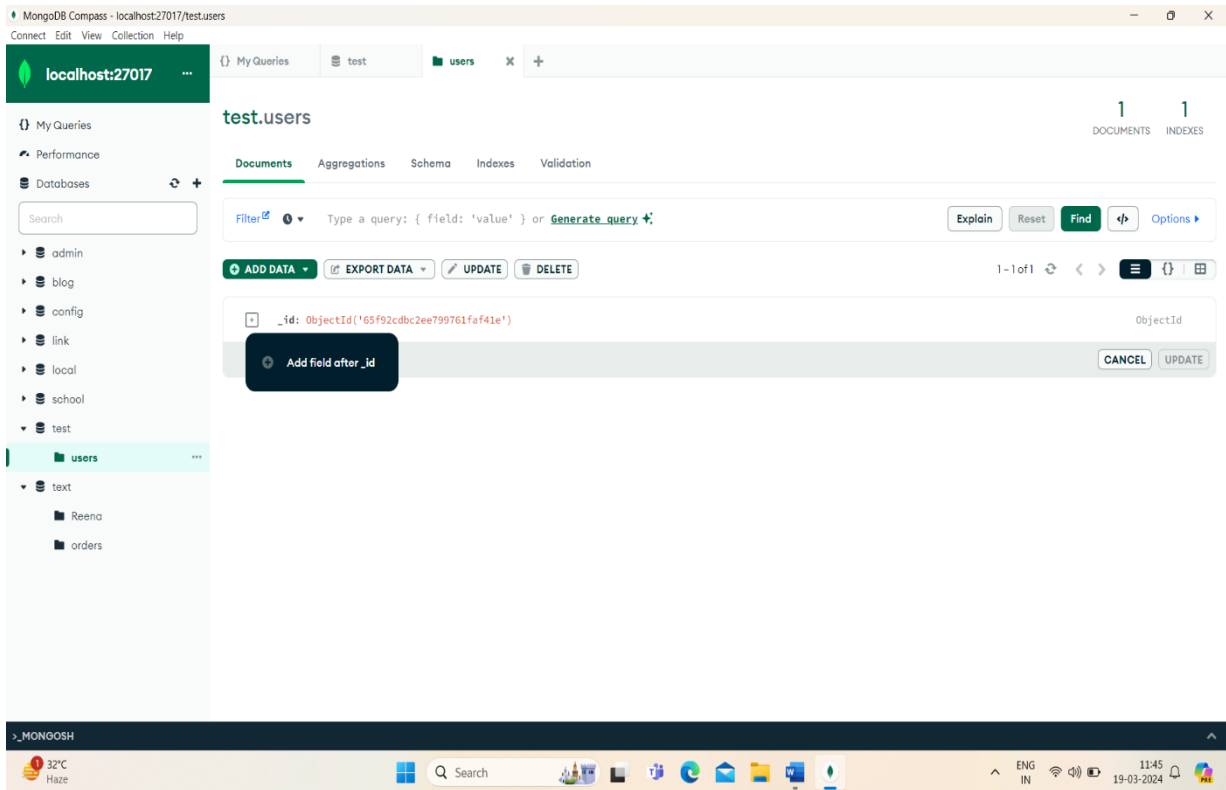 MongoDB Compass - localhost:27017/test.users
Connect Edit View Collection Help
localhost:27017 ...
{} My Queries
test
users
{} My Queries
Performance
Databases
Search
admin
blog
config
link
local
school
test
users ...
text
Reena
orders
test.users
1
DOCUMENTS
1
INDEXES
Documents Aggregations Schema Indexes Validation
Filter Type a query: { field: 'value' } or Generate query
Explain Reset Find </> Options
ADD DATA EXPORT DATA UPDATE DELETE
1-1 of 1 {}
_id: ObjectId('65f92cdbc2ee799761faf41e') ObjectId
Add field after _id
CANCEL UPDATE
>_MONGOSH
1
32°C
Haze
Search
W
ENG
IN
11:45
19-03-2024
PRE